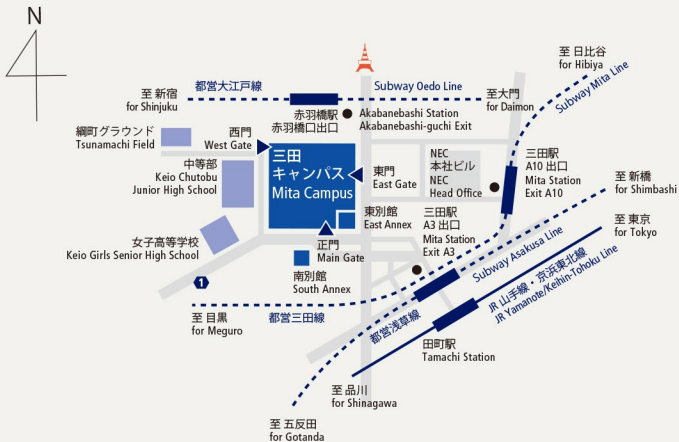 N
至 新宿
for Shinjuku
都営大江戸線
Subway Oedo Line
至大門
for Daimon
至 日比谷
for Hibiya
Subway Mita Line
赤羽橋駅
赤羽橋口出口
Akabanebashi Station
Akabanebashi-guchi Exit
綱町グラウンド
Tsunamachi Field
西門
West Gate
三田
キャンパス
Mita Campus
東門
East Gate
NEC
本社ビル
NEC
Head Office
三田駅
A10 出口
Mita Station
Exit A10
中等部
Keio Chutobu
Junior High School
至 新橋
for Shimbashi
東別館
East Annex
三田駅
A3 出口
Mita Station
Exit A3
至 東京
for Tokyo
女子高等学校
Keio Girls Senior High School
正門
Main Gate
南別館
South Annex
Subway Asakusa Line
1
至 目黒
for Meguro
都営三田線
都営浅草線
JR 山手線・京浜東北線
JR Yamanote/Keihin-Tohoku Line
田町駅
Tamachi Station
至 品川
for Shinagawa
至 五反田
for Gotanda